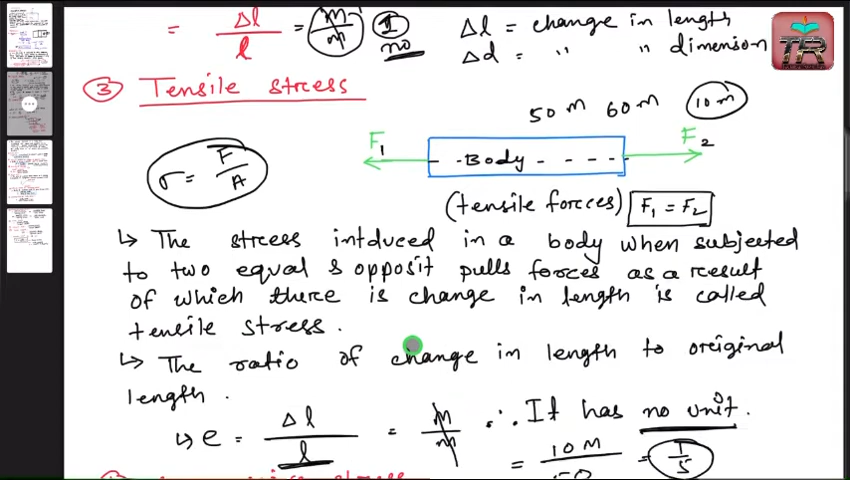 = Δl / l = m / m I no Δl = change in length
Δd = " " dimension
TR
③ Tensile stress
50 m 60 m 10 m
σ = F / A
F1 Body F2
(tensile forces) F1 = F2
↳ The stress intduced in a body when subjected
to two equal & opposit pulls forces as a result
of which there is change in length is called
tensile stress.
↳ The ratio of change in length to original
length.
↳ e = Δl / l = m / m ∴ It has no unit.
= 10 m / 50 = 1 / 5